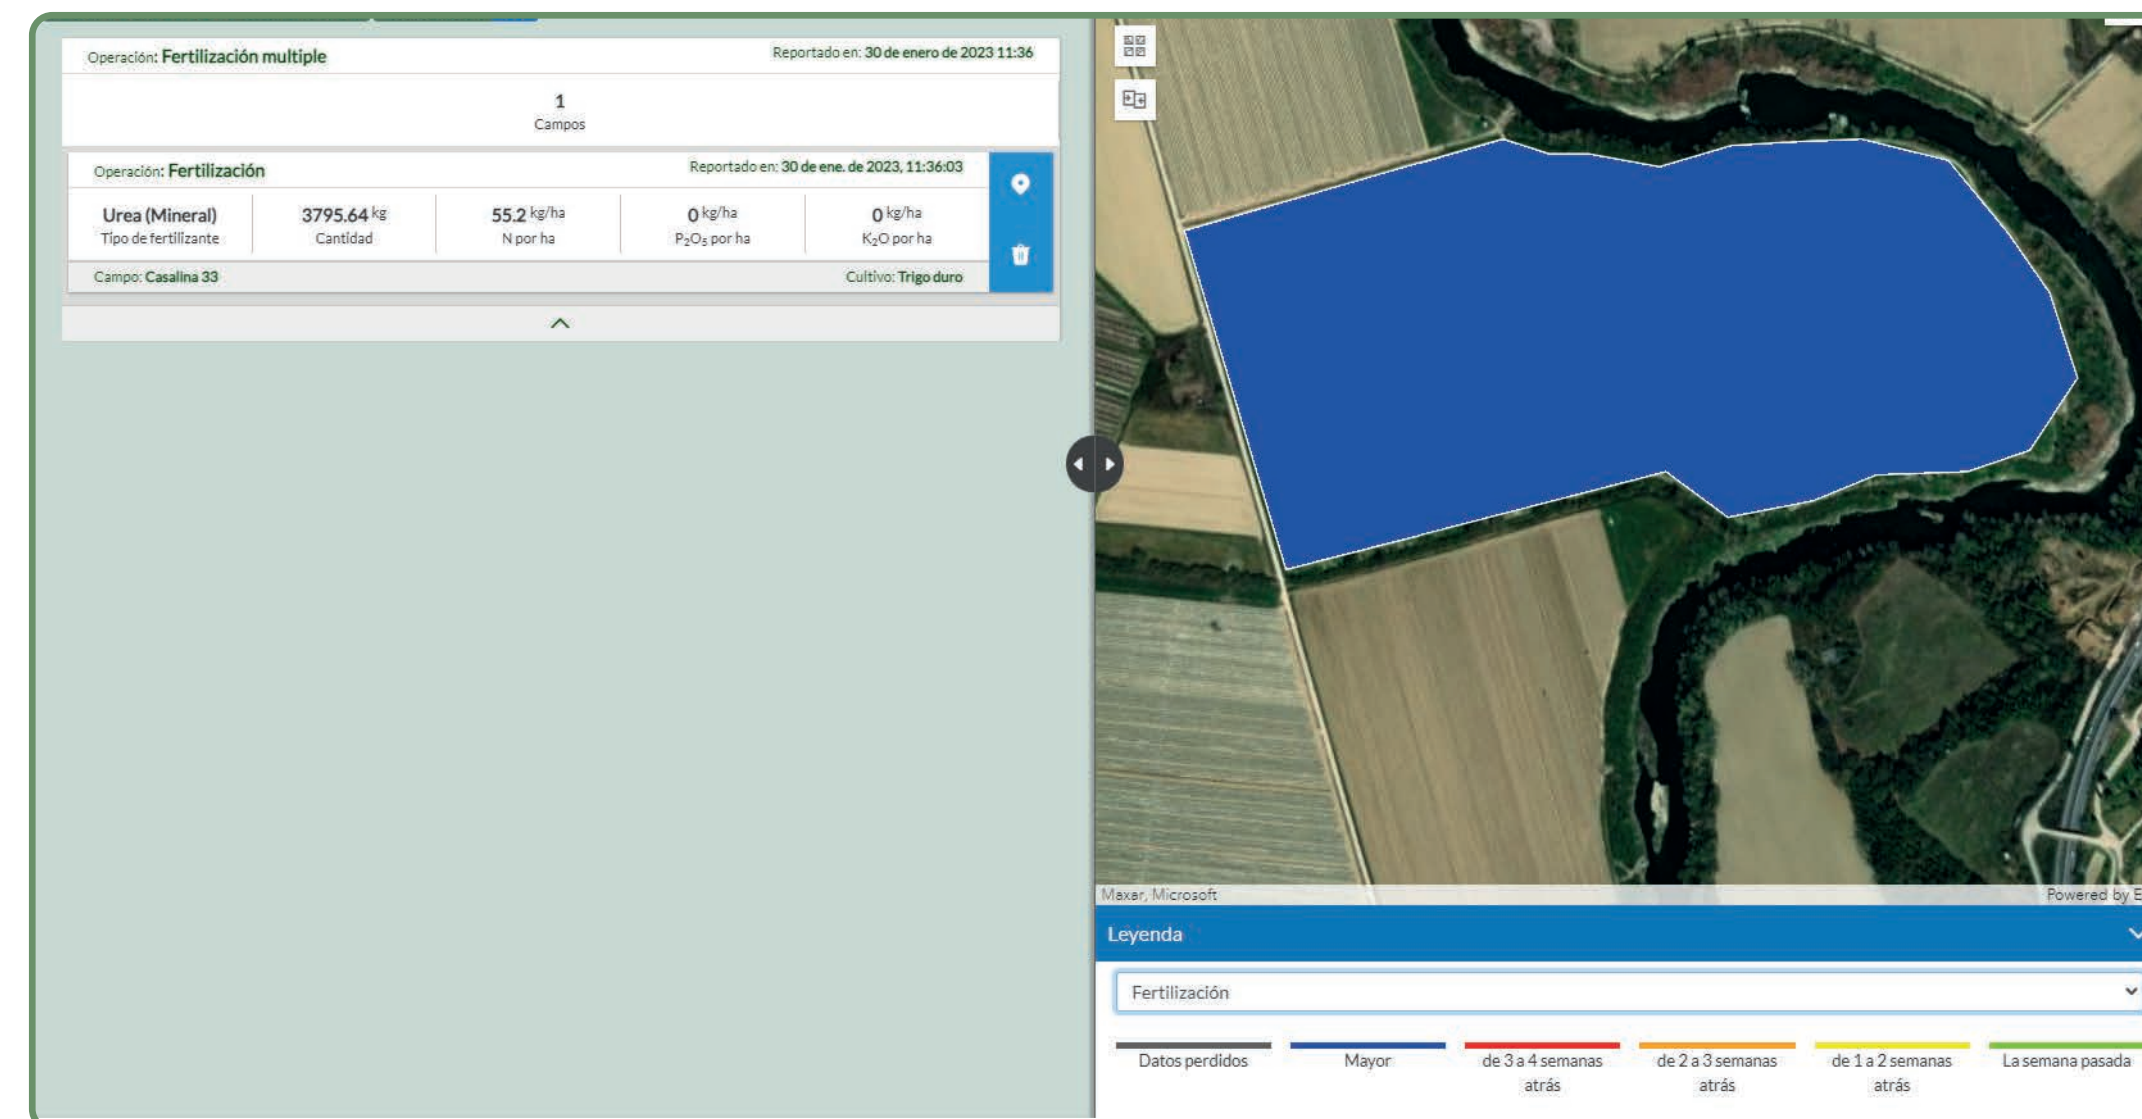 Operación: Fertilización multiple
Reportado en: 30 de enero de 2023 11:36
1
Campos
Operación: Fertilización
Reportado en: 30 de ene. de 2023, 11:36:03
Urea (Mineral)
Tipo de fertilizante
3795.64 kg
Cantidad
55.2 kg/ha
N por ha
0 kg/ha
P₂O₅ por ha
0 kg/ha
K₂O por ha
Campo: Casalina 33
Cultivo: Trigo duro
Maxar, Microsoft
Powered by E
Leyenda
Fertilización
Datos perdidos
Mayor
de 3 a 4 semanas
atrás
de 2 a 3 semanas
atrás
de 1 a 2 semanas
atrás
La semana pasada